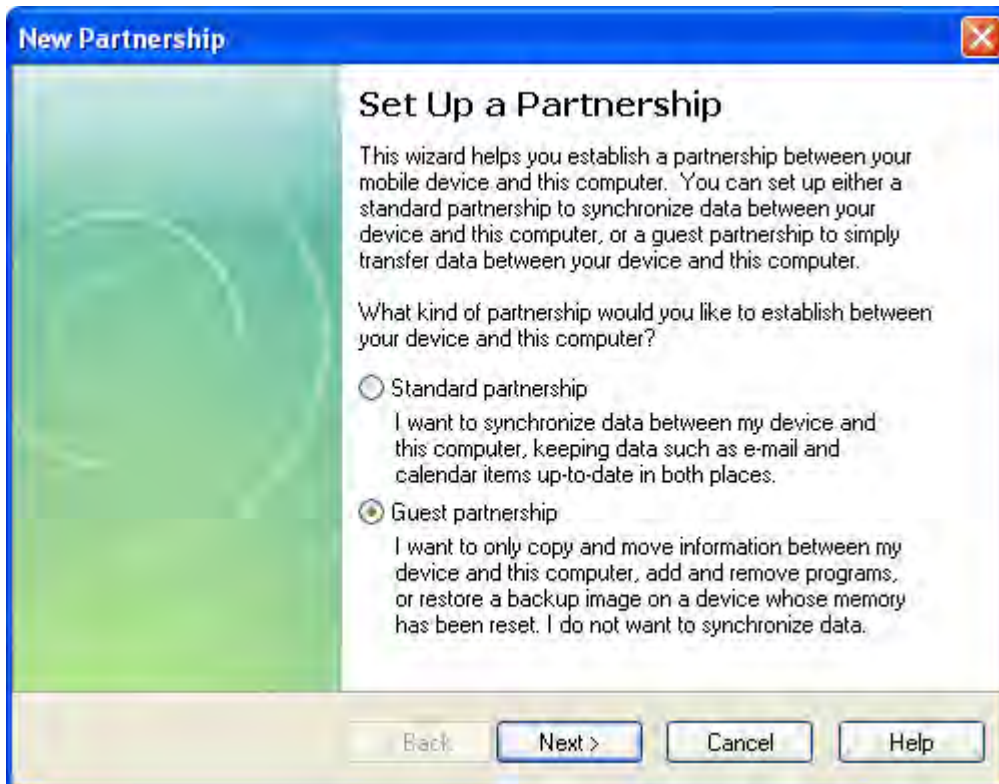 New Partnership
Set Up a Partnership
This wizard helps you establish a partnership between your
mobile device and this computer. You can set up either a
standard partnership to synchronize data between your
device and this computer, or a guest partnership to simply
transfer data between your device and this computer.
What kind of partnership would you like to establish between
your device and this computer?
Standard partnership
I want to synchronize data between my device and
this computer, keeping data such as e-mail and
calendar items up-to-date in both places.
Guest partnership
I want to only copy and move information between my
device and this computer, add and remove programs,
or restore a backup image on a device whose memory
has been reset. I do not want to synchronize data.
Back Next > Cancel Help